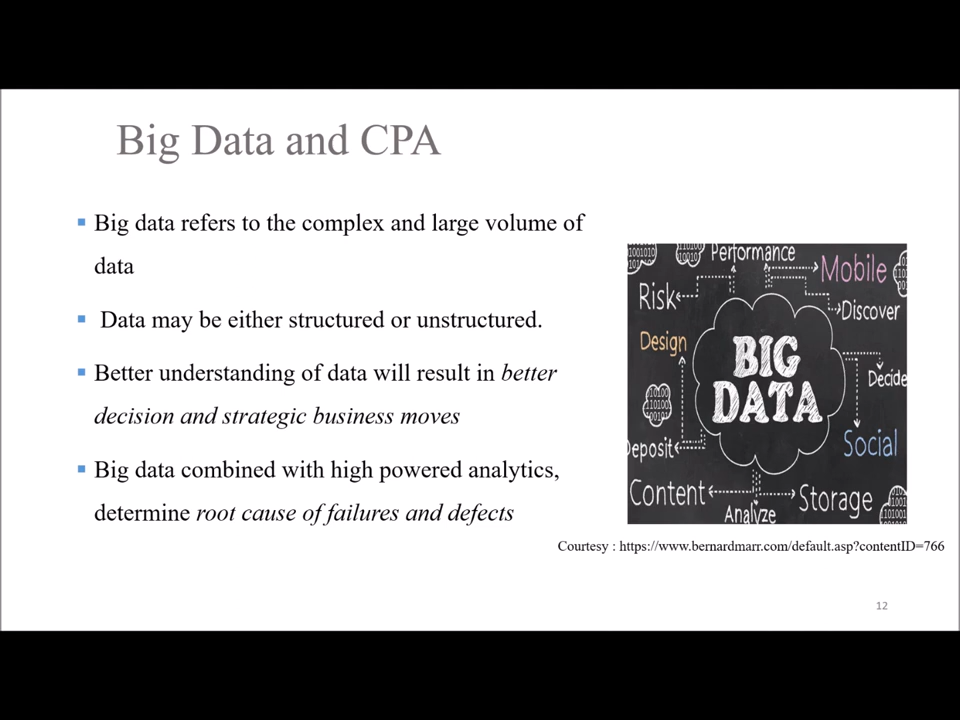 Big Data and CPA
Big data refers to the complex and large volume of
data
Data may be either structured or unstructured.
Better understanding of data will result in better
decision and strategic business moves
Big data combined with high powered analytics,
determine root cause of failures and defects
Performance
Mobile
Risk
Discover
Design
BIG
DATA
Decide
Deposit
Social
Content
Storage
Analyze
Courtesy : https://www.bernardmarr.com/default.asp?contentID=766
12